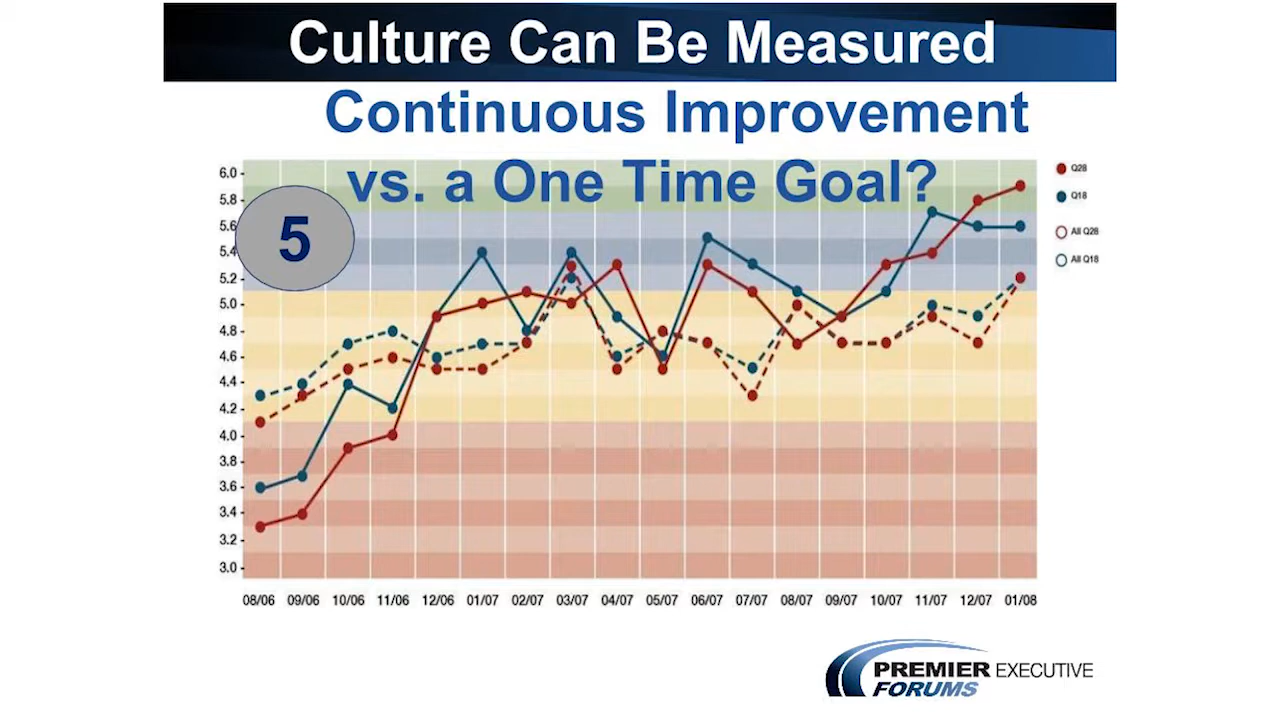 Culture Can Be Measured
Continuous Improvement
vs. a One Time Goal?
5
6.0
5.8
5.6
5.4
5.2
5.0
4.8
4.6
4.4
4.2
4.0
3.8
3.6
3.4
3.2
3.0
08/06 09/06 10/06 11/06 12/06 01/07 02/07 03/07 04/07 05/07 06/07 07/07 08/07 09/07 10/07 11/07 12/07 01/08
Q28
Q18
All Q28
All Q18
PREMIER EXECUTIVE
FORUMS